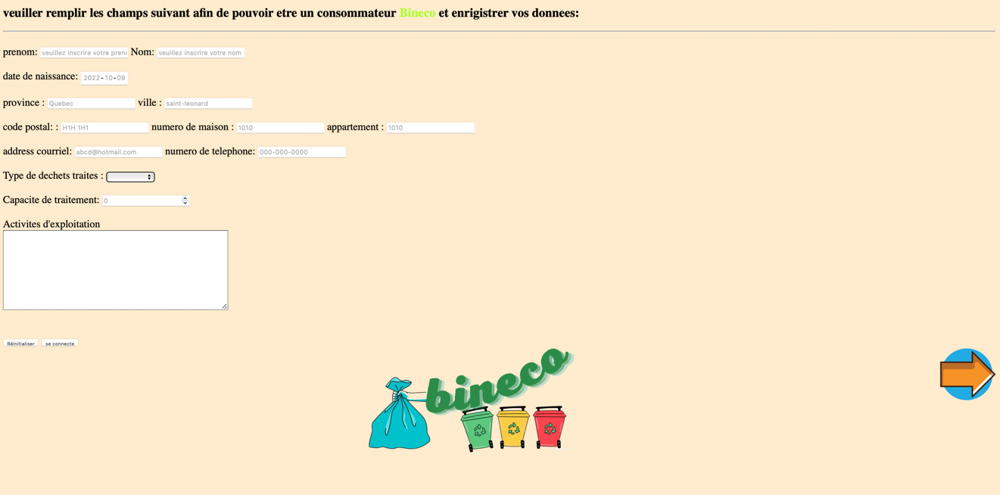 veuiller remplir les champs suivant afin de pouvoir etre un consommateur Bineco et enrigistrer vos donnees:
prenom: veuillez inscrire votre preno Nom: veuillez inscrire votre nom
date de naissance: 2022-10-09
province : Quebec ville : saint-leonard
code postal: : H1H 1H1 numero de maison : 1010 appartement : 1010
address courriel: abcd@hotmail.com numero de telephone: 000-000-0000
Type de dechets traites :
Capacite de traitement: 0
Activites d'exploitation
Réinitialiser se connecte
bineco